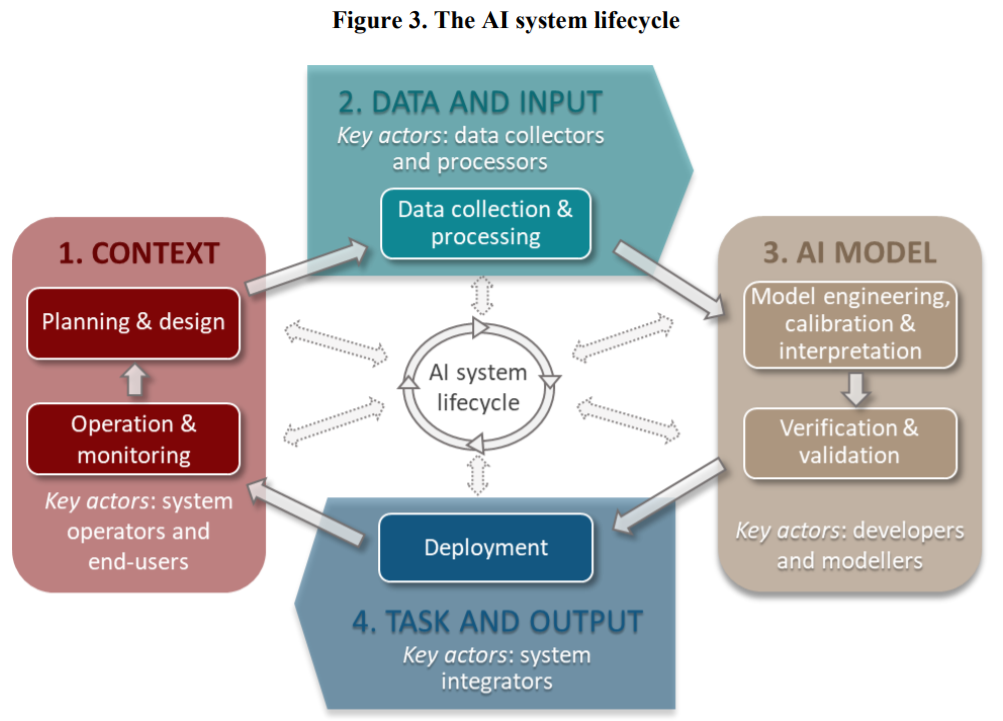 Figure 3. The AI system lifecycle
2. DATA AND INPUT
Key actors: data collectors
and processors
Data collection &
processing
1. CONTEXT
Planning & design
Operation &
monitoring
Key actors: system
operators and
end-users
3. AI MODEL
Model engineering,
calibration &
interpretation
Verification &
validation
Key actors: developers
and modellers
AI system
lifecycle
Deployment
4. TASK AND OUTPUT
Key actors: system
integrators